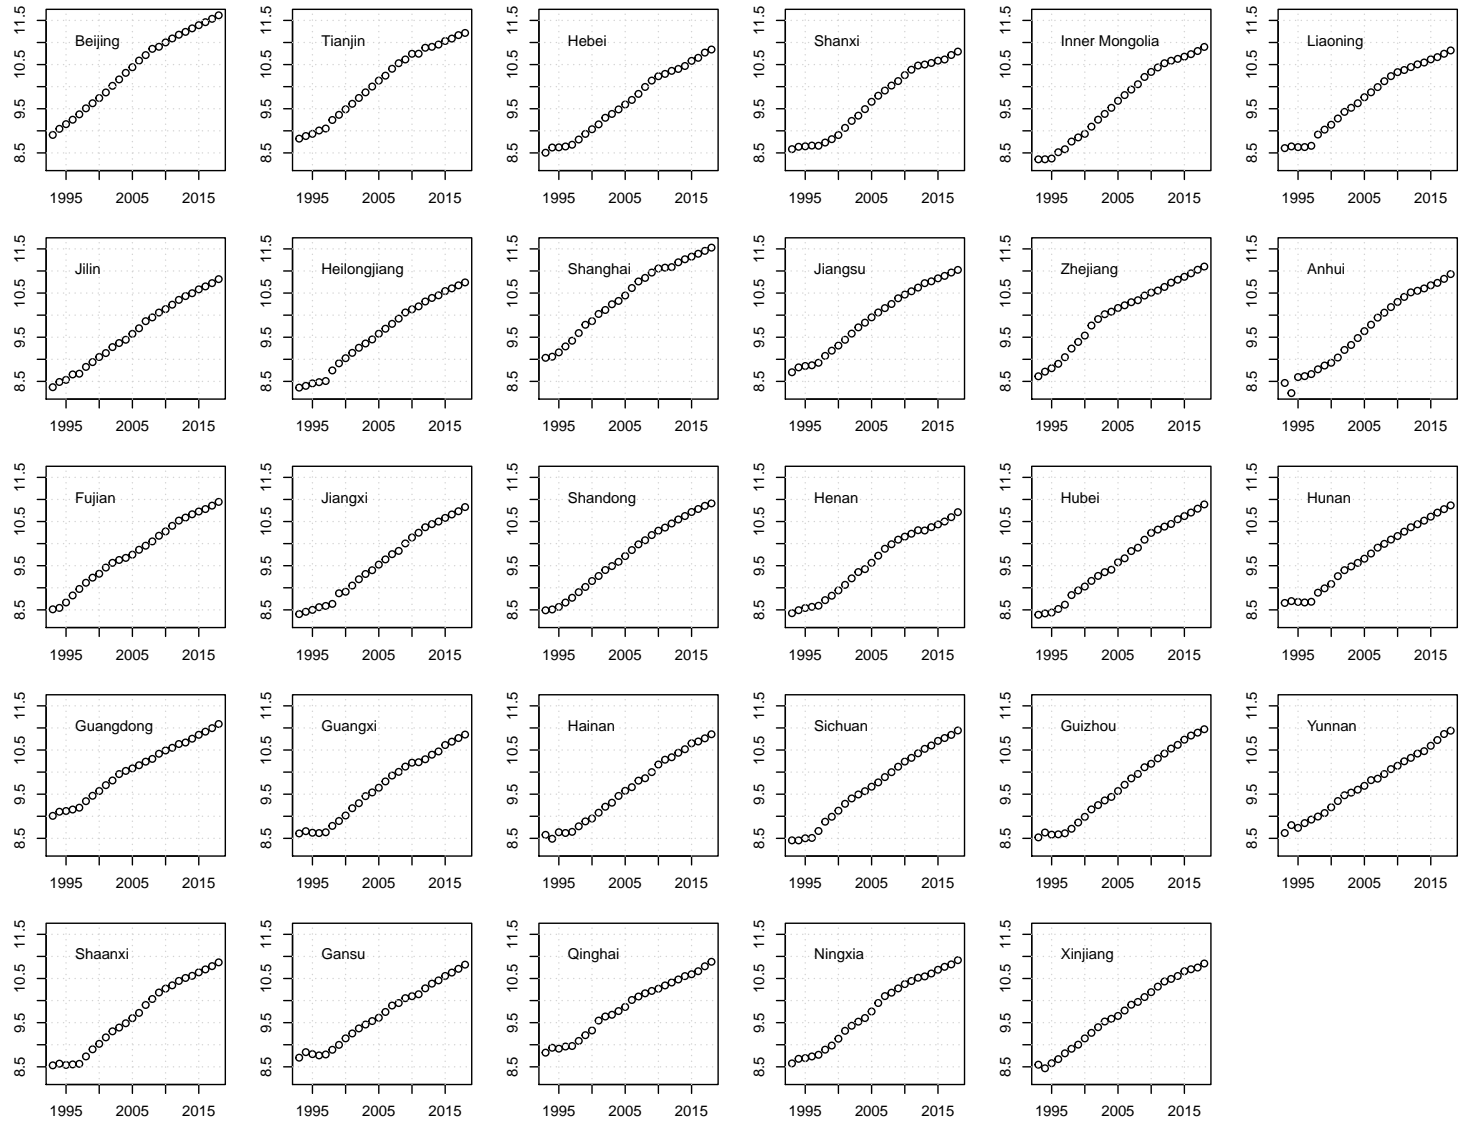 Beijing
8.5 9.5 10.5 11.5
1995 2005 2015
Tianjin
8.5 9.5 10.5 11.5
1995 2005 2015
Hebei
8.5 9.5 10.5 11.5
1995 2005 2015
Shanxi
8.5 9.5 10.5 11.5
1995 2005 2015
Inner Mongolia
8.5 9.5 10.5 11.5
1995 2005 2015
Liaoning
8.5 9.5 10.5 11.5
1995 2005 2015
Jilin
8.5 9.5 10.5 11.5
1995 2005 2015
Heilongjiang
8.5 9.5 10.5 11.5
1995 2005 2015
Shanghai
8.5 9.5 10.5 11.5
1995 2005 2015
Jiangsu
8.5 9.5 10.5 11.5
1995 2005 2015
Zhejiang
8.5 9.5 10.5 11.5
1995 2005 2015
Anhui
8.5 9.5 10.5 11.5
1995 2005 2015
Fujian
8.5 9.5 10.5 11.5
1995 2005 2015
Jiangxi
8.5 9.5 10.5 11.5
1995 2005 2015
Shandong
8.5 9.5 10.5 11.5
1995 2005 2015
Henan
8.5 9.5 10.5 11.5
1995 2005 2015
Hubei
8.5 9.5 10.5 11.5
1995 2005 2015
Hunan
8.5 9.5 10.5 11.5
1995 2005 2015
Guangdong
8.5 9.5 10.5 11.5
1995 2005 2015
Guangxi
8.5 9.5 10.5 11.5
1995 2005 2015
Hainan
8.5 9.5 10.5 11.5
1995 2005 2015
Sichuan
8.5 9.5 10.5 11.5
1995 2005 2015
Guizhou
8.5 9.5 10.5 11.5
1995 2005 2015
Yunnan
8.5 9.5 10.5 11.5
1995 2005 2015
Shaanxi
8.5 9.5 10.5 11.5
1995 2005 2015
Gansu
8.5 9.5 10.5 11.5
1995 2005 2015
Qinghai
8.5 9.5 10.5 11.5
1995 2005 2015
Ningxia
8.5 9.5 10.5 11.5
1995 2005 2015
Xinjiang
8.5 9.5 10.5 11.5
1995 2005 2015